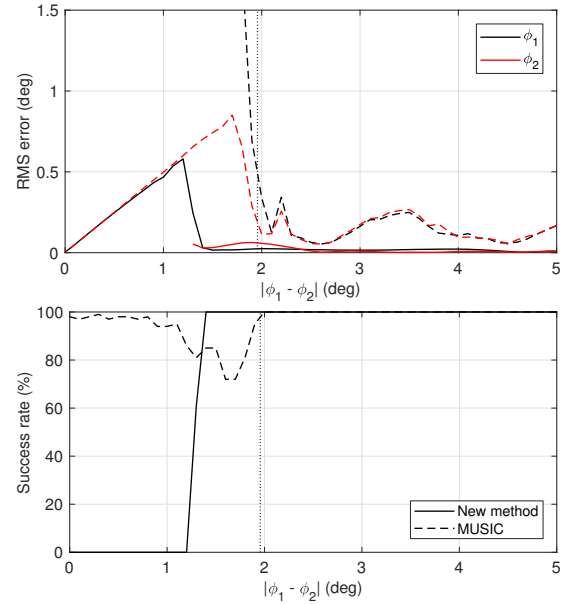 1.5
1
0.5
0
RMS error (deg)
ϕ1
ϕ2
0 1 2 3 4 5
|ϕ1 - ϕ2| (deg)
100
80
60
40
20
0
Success rate (%)
New method
MUSIC
0 1 2 3 4 5
|ϕ1 - ϕ2| (deg)